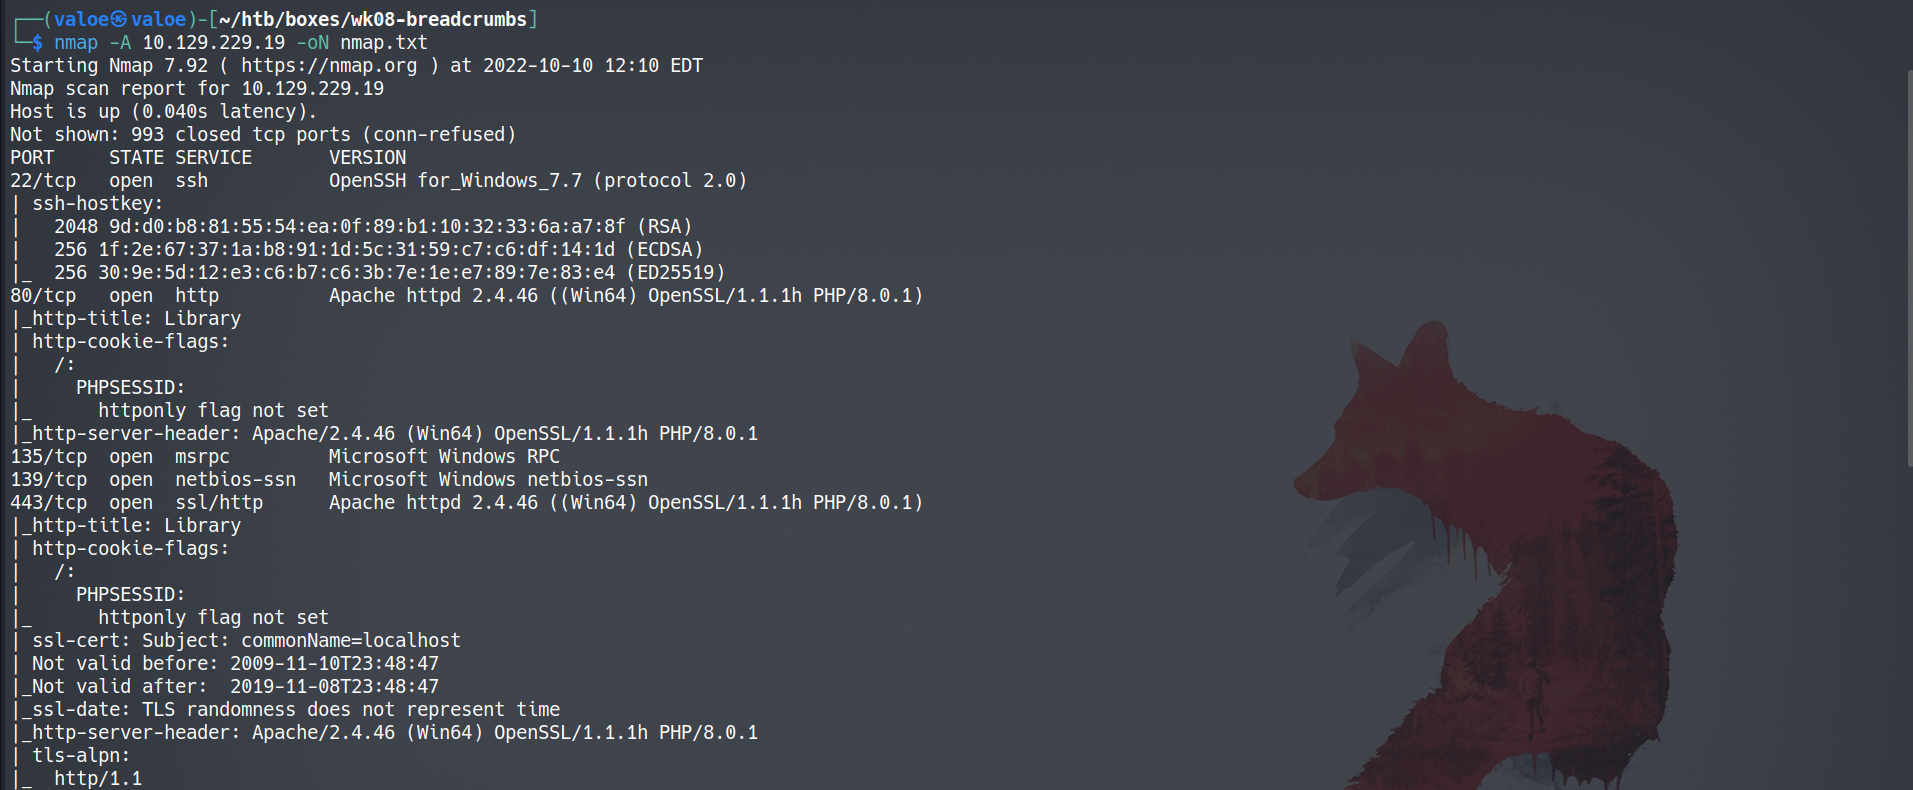 ┌──(valoe㉿valoe)-[~/htb/boxes/wk08-breadcrumbs]
└─$ nmap -A 10.129.229.19 -oN nmap.txt
Starting Nmap 7.92 ( https://nmap.org ) at 2022-10-10 12:10 EDT
Nmap scan report for 10.129.229.19
Host is up (0.040s latency).
Not shown: 993 closed tcp ports (conn-refused)
PORT     STATE SERVICE       VERSION
22/tcp   open  ssh           OpenSSH for_Windows_7.7 (protocol 2.0)
| ssh-hostkey:
|   2048 9d:d0:b8:81:55:54:ea:0f:89:b1:10:32:33:6a:a7:8f (RSA)
|   256 1f:2e:67:37:1a:b8:91:1d:5c:31:59:c7:c6:df:14:1d (ECDSA)
|_  256 30:9e:5d:12:e3:c6:b7:c6:3b:7e:1e:e7:89:7e:83:e4 (ED25519)
80/tcp   open  http          Apache httpd 2.4.46 ((Win64) OpenSSL/1.1.1h PHP/8.0.1)
|_http-title: Library
| http-cookie-flags:
|   /:
|     PHPSESSID:
|_      httponly flag not set
|_http-server-header: Apache/2.4.46 (Win64) OpenSSL/1.1.1h PHP/8.0.1
135/tcp  open  msrpc         Microsoft Windows RPC
139/tcp  open  netbios-ssn   Microsoft Windows netbios-ssn
443/tcp  open  ssl/http      Apache httpd 2.4.46 ((Win64) OpenSSL/1.1.1h PHP/8.0.1)
|_http-title: Library
| http-cookie-flags:
|   /:
|     PHPSESSID:
|_      httponly flag not set
| ssl-cert: Subject: commonName=localhost
| Not valid before: 2009-11-10T23:48:47
|_Not valid after:  2019-11-08T23:48:47
|_ssl-date: TLS randomness does not represent time
|_http-server-header: Apache/2.4.46 (Win64) OpenSSL/1.1.1h PHP/8.0.1
| tls-alpn:
|_  http/1.1